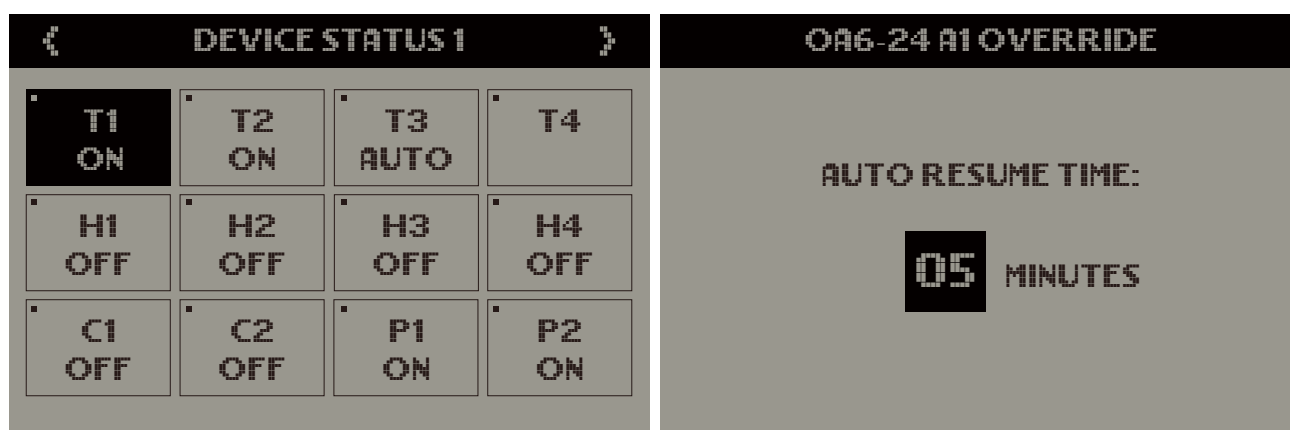 ❬ DEVICE STATUS 1 ❭
T1 T2 T3 T4
ON ON AUTO
H1 H2 H3 H4
OFF OFF OFF OFF
C1 C2 P1 P2
OFF OFF ON ON
OA6-24 A1 OVERRIDE
AUTO RESUME TIME:
05 MINUTES